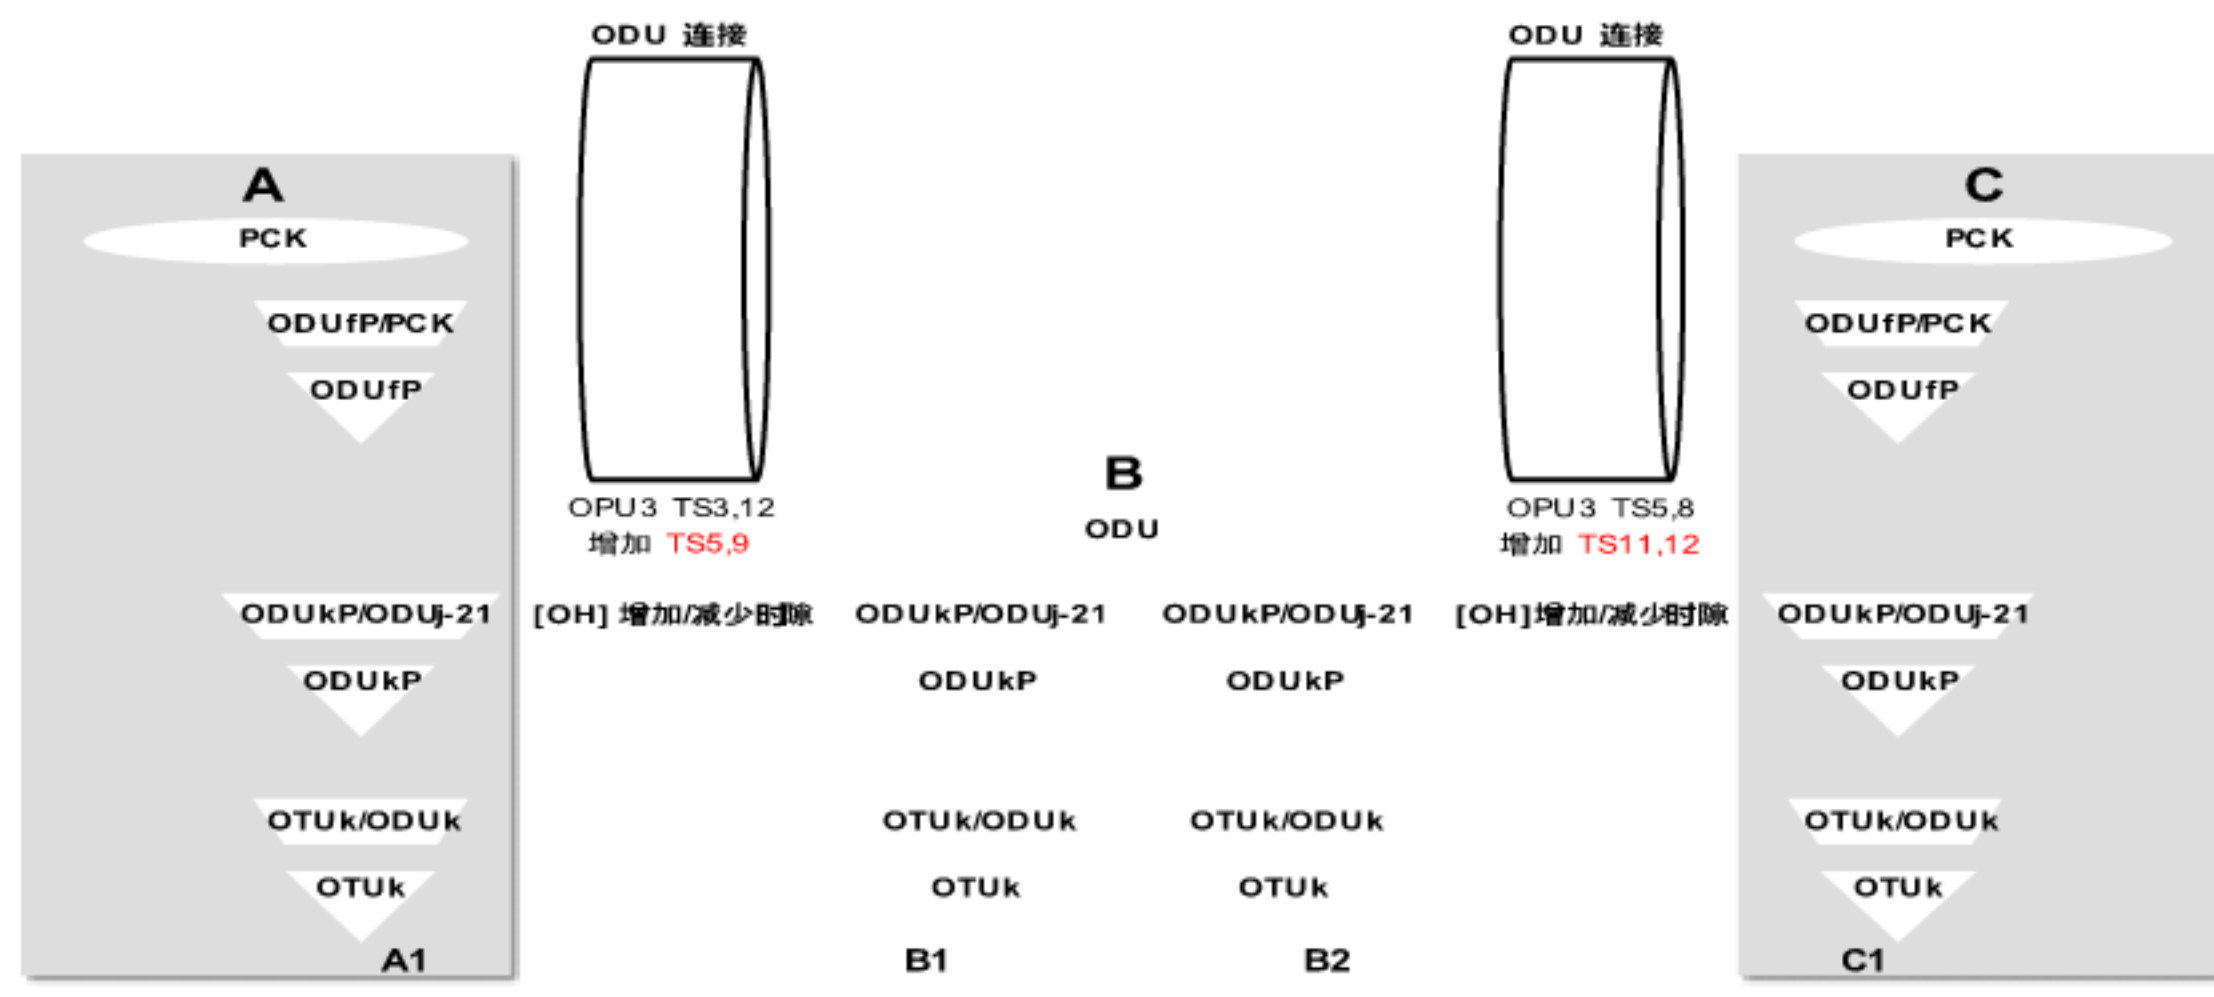 ODU 连接
ODU 连接
A
C
PCK
PCK
ODUfP/PCK
ODUfP/PCK
ODUfP
ODUfP
B
OPU3 TS3,12
OPU3 TS5,8
ODU
增加 TS5,9
增加 TS11,12
ODUkP/ODUj-21
[OH] 增加/减少时隙
ODUkP/ODUj-21
ODUkP/ODUj-21
[OH]增加/减少时隙
ODUkP/ODUj-21
ODUkP
ODUkP
ODUkP
ODUkP
OTUk/ODUk
OTUk/ODUk
OTUk/ODUk
OTUk/ODUk
OTUk
OTUk
OTUk
OTUk
A1
B1
B2
C1